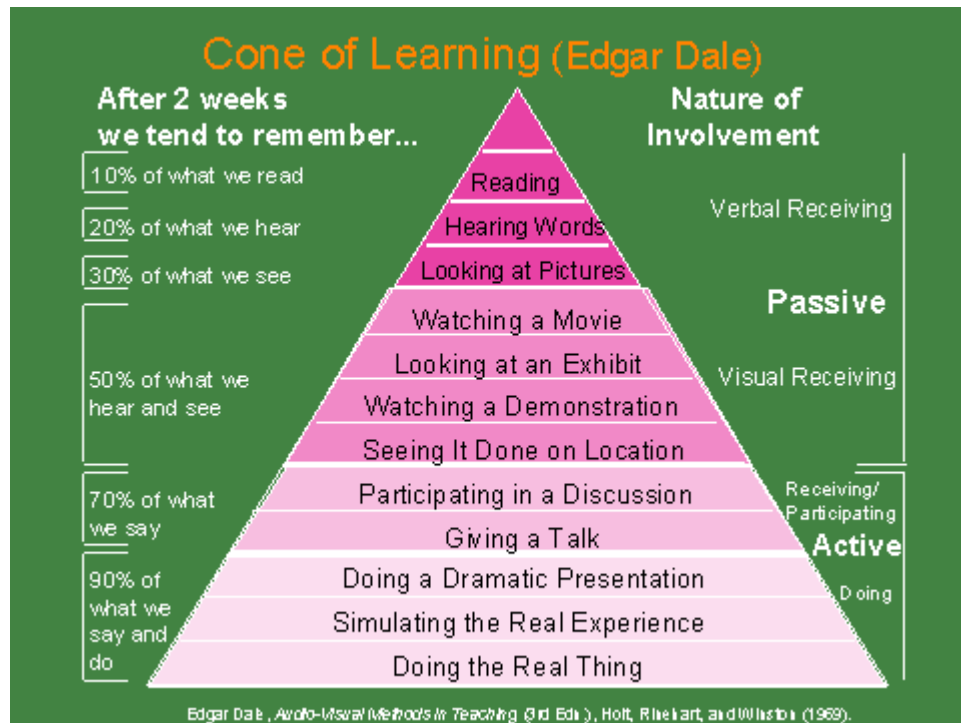 Cone of Learning (Edgar Dale)
After 2 weeks
we tend to remember...
Nature of
Involvement
10% of what we read
Reading
Verbal Receiving
20% of what we hear
Hearing Words
30% of what we see
Looking at Pictures
Passive
50% of what we
hear and see
Watching a Movie
Looking at an Exhibit
Watching a Demonstration
Seeing It Done on Location
Visual Receiving
70% of what
we say
Participating in a Discussion
Giving a Talk
Receiving/
Participating
Active
90% of
what we
say and
do
Doing a Dramatic Presentation
Simulating the Real Experience
Doing the Real Thing
Doing
Edgar Dale, Audio-Visual Methods in Teaching (3rd Edn.), Holt, Rinehart, and Winston (1969).